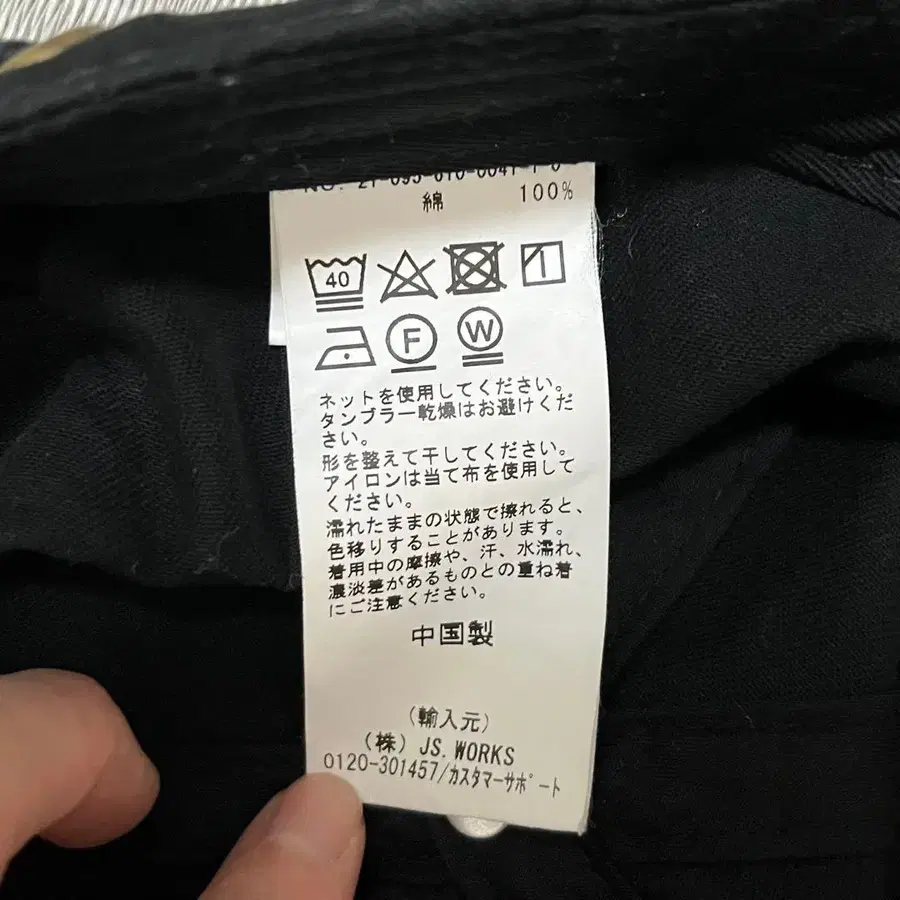 綿 100%
40
F W
ネットを使用してください。
タンブラー乾燥はお避けくだ
さい。
形を整えて干してください。
アイロンは当て布を使用して
ください。
濡れたままの状態で擦れると、
色移りすることがあります。
着用中の摩擦や、汗、水濡れ、
濃淡差があるものとの重ね着
にご注意ください。
中国製
(輸入元)
(株) JS.WORKS
0120-301457/カスタマーサポート